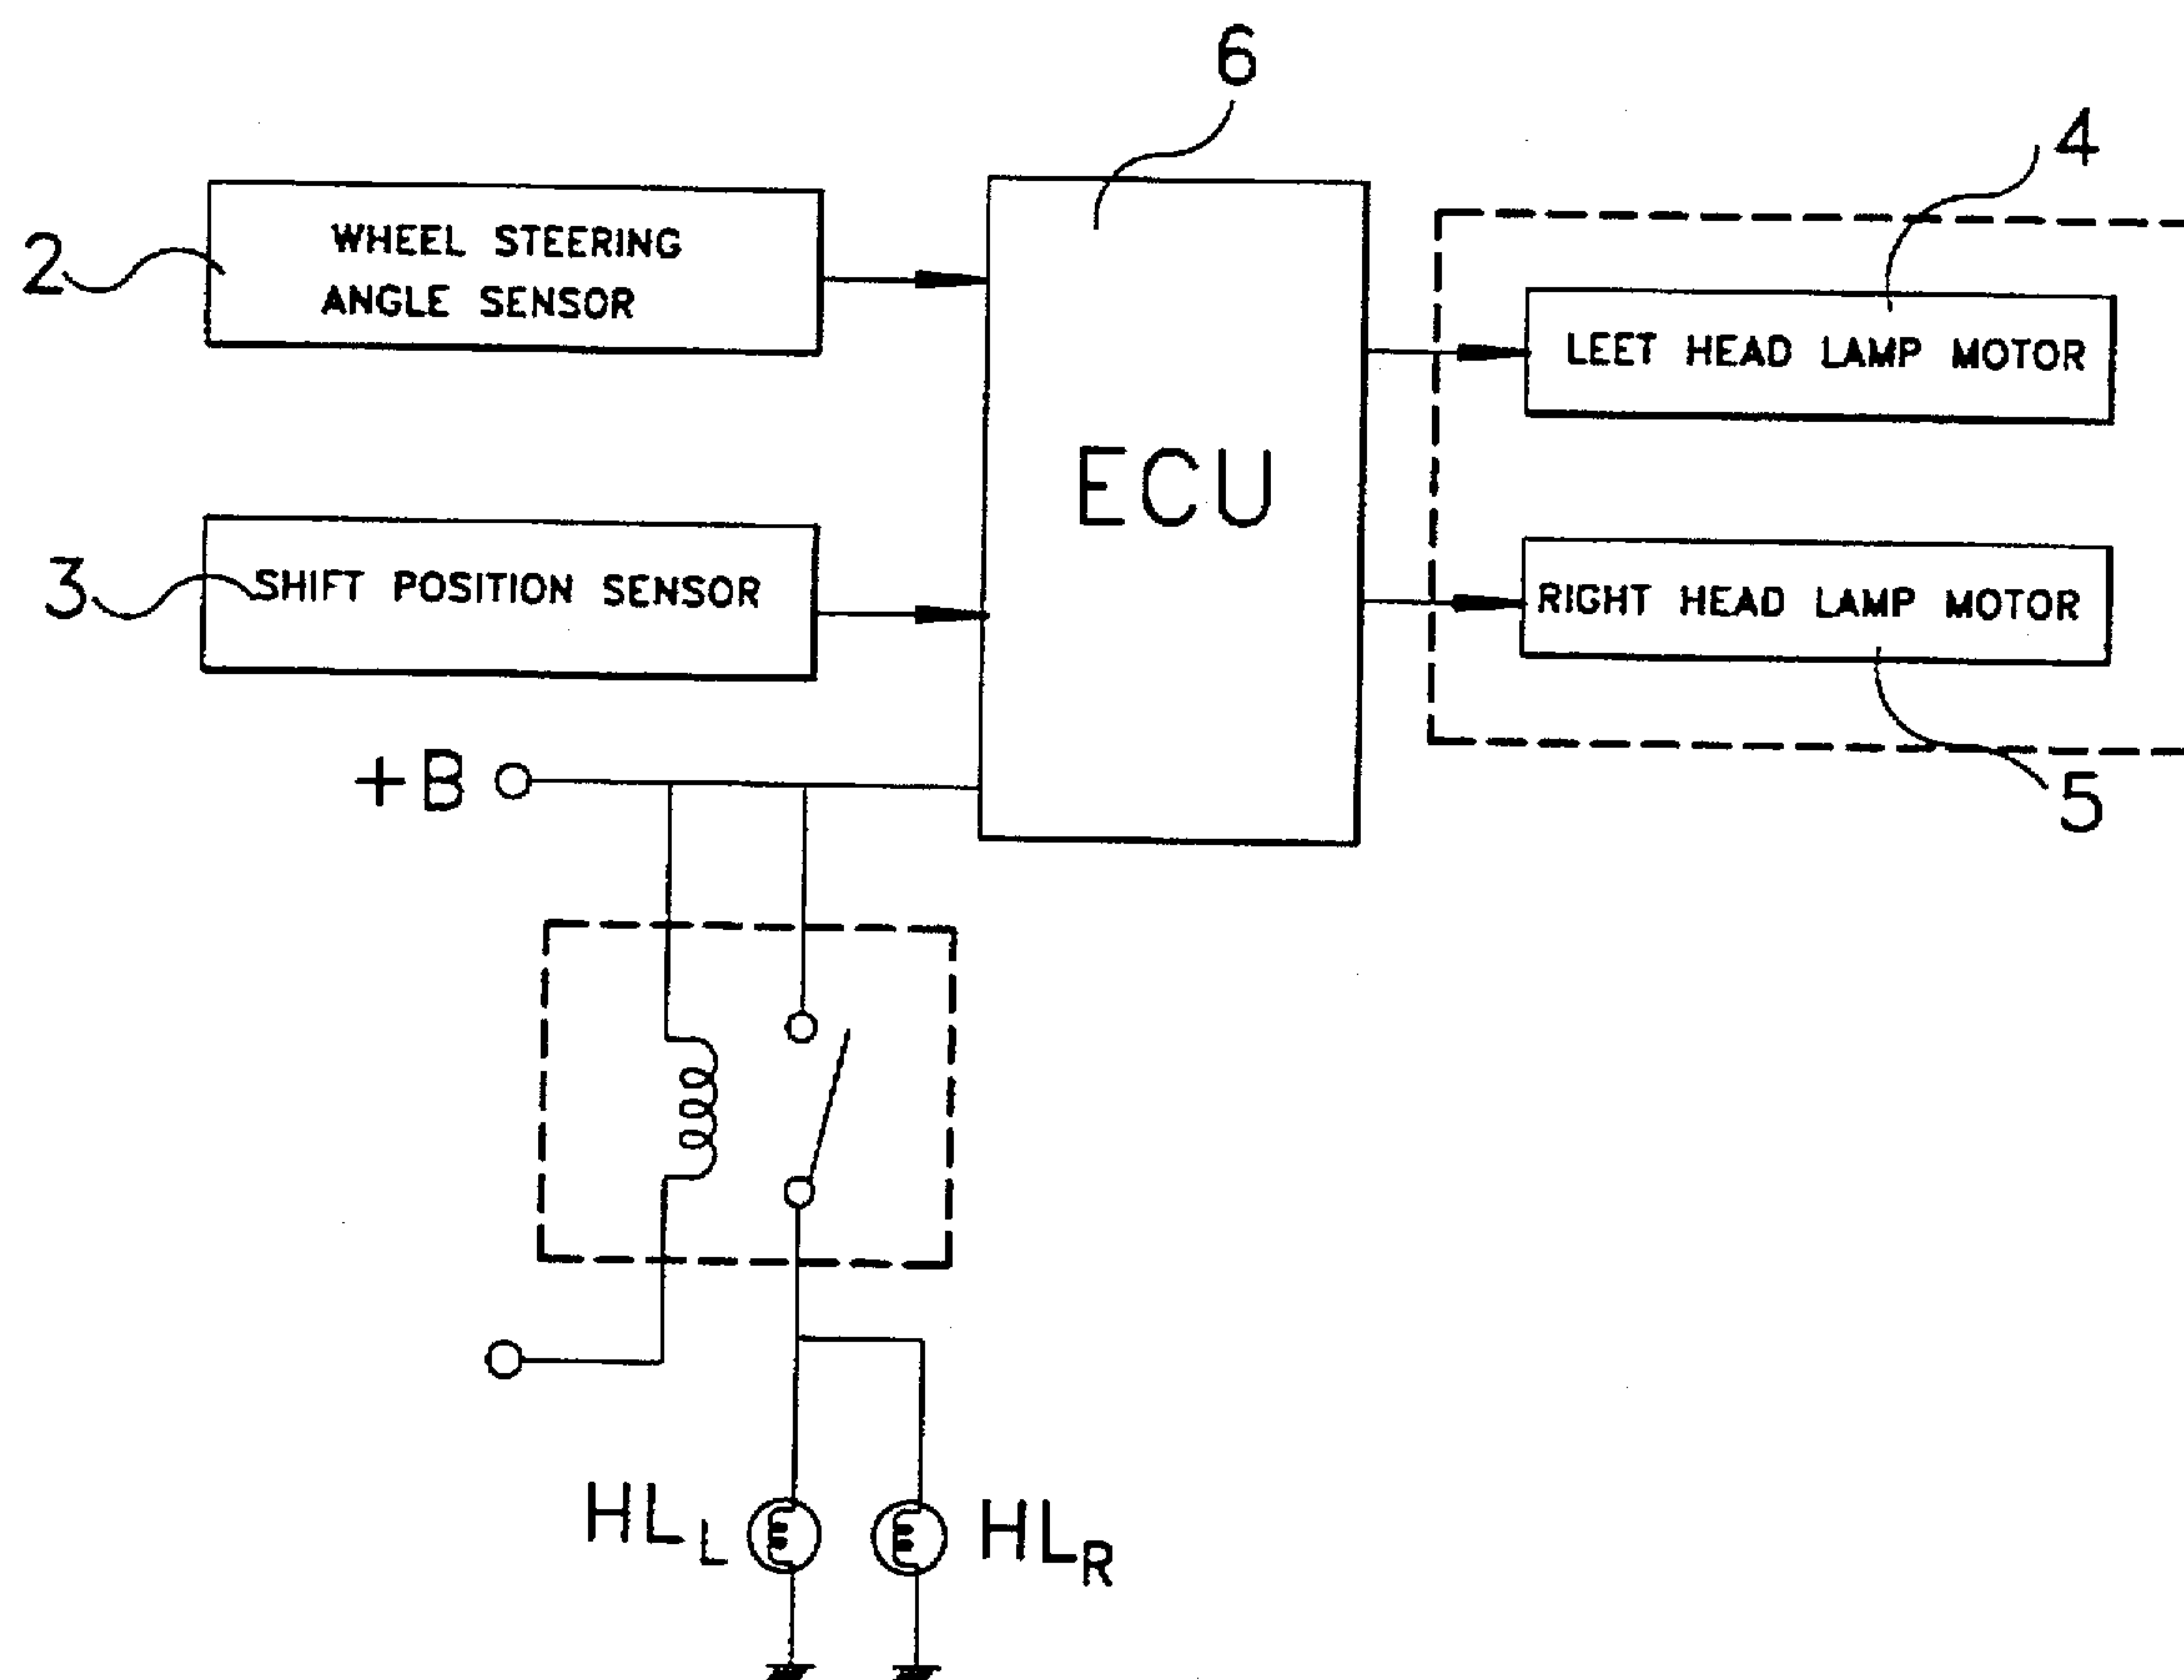 6
4
2
WHEEL STEERING
ANGLE SENSOR
LEET HEAD LAMP MOTOR
ECU
3
SHIFT POSITION SENSOR
RIGHT HEAD LAMP MOTOR
+B
5
HLL
HLR